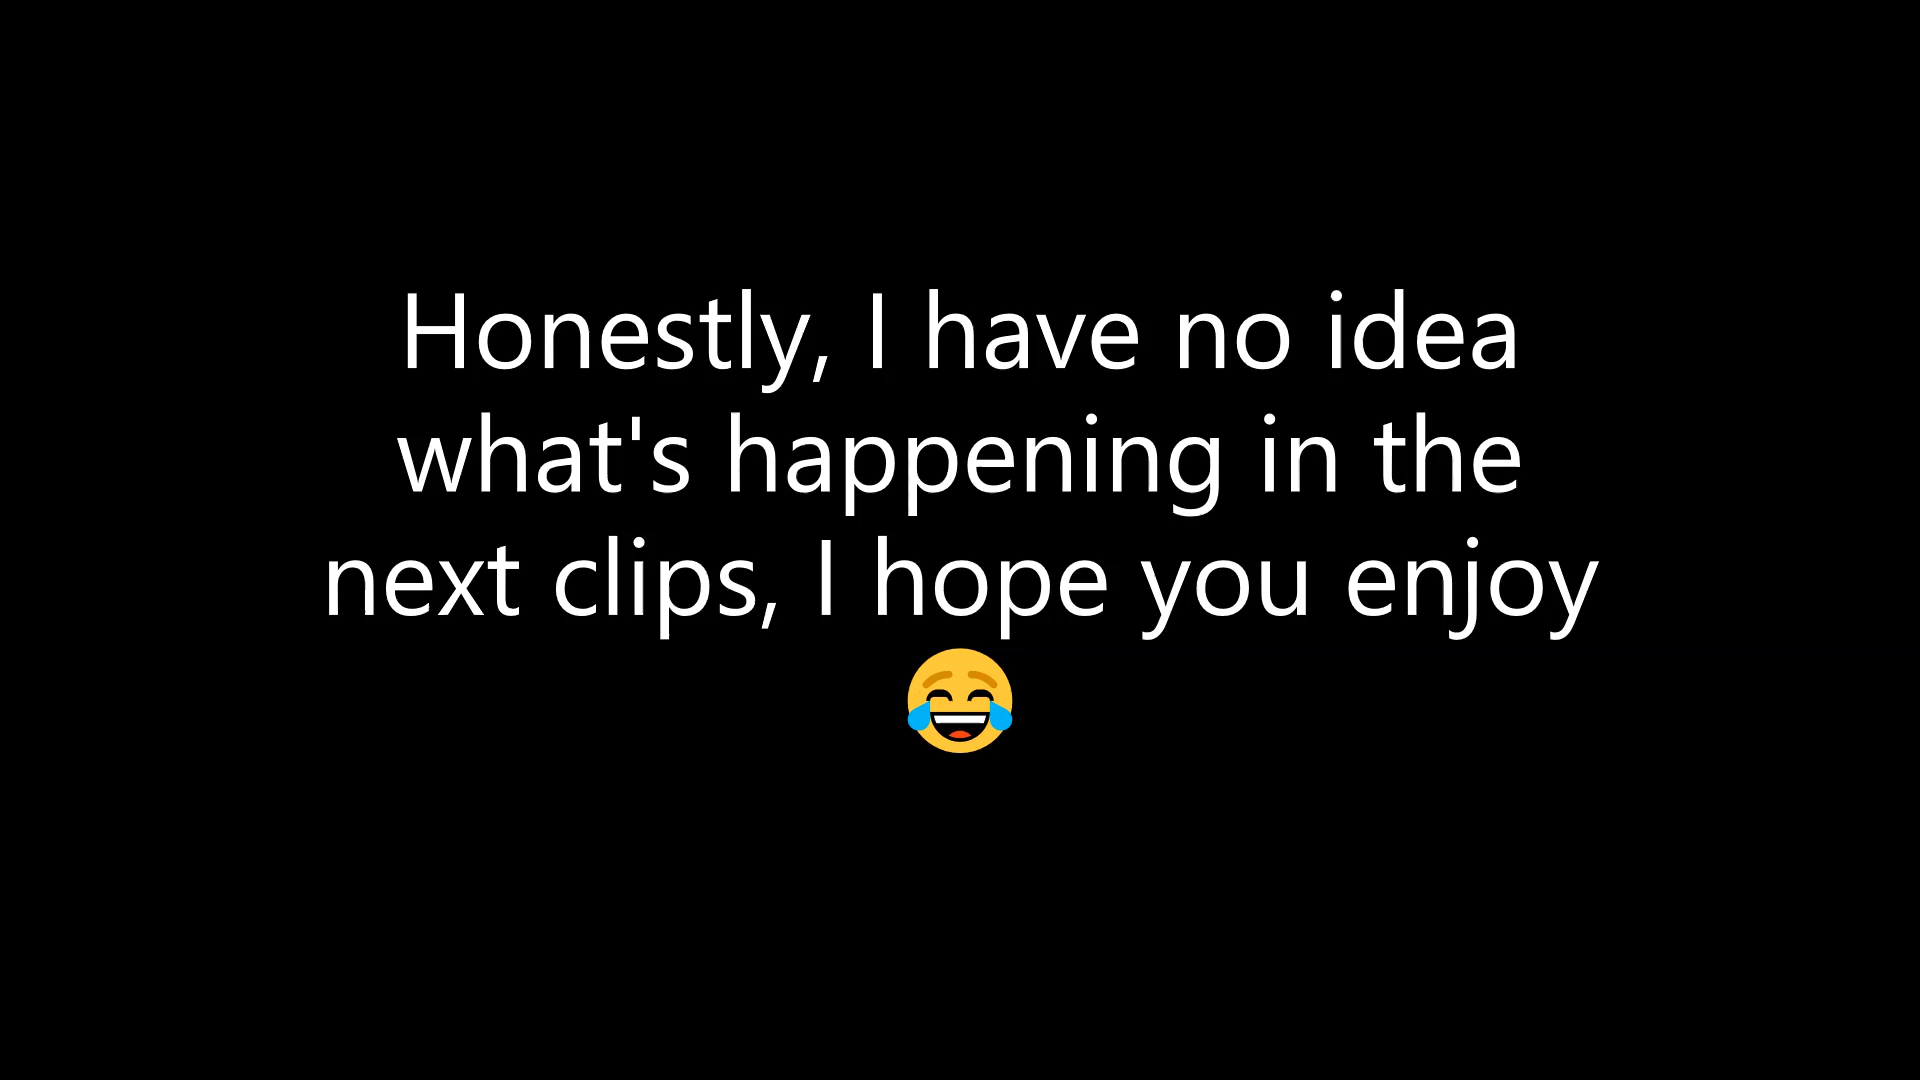 Honestly, I have no idea
what's happening in the
next clips, I hope you enjoy
😂